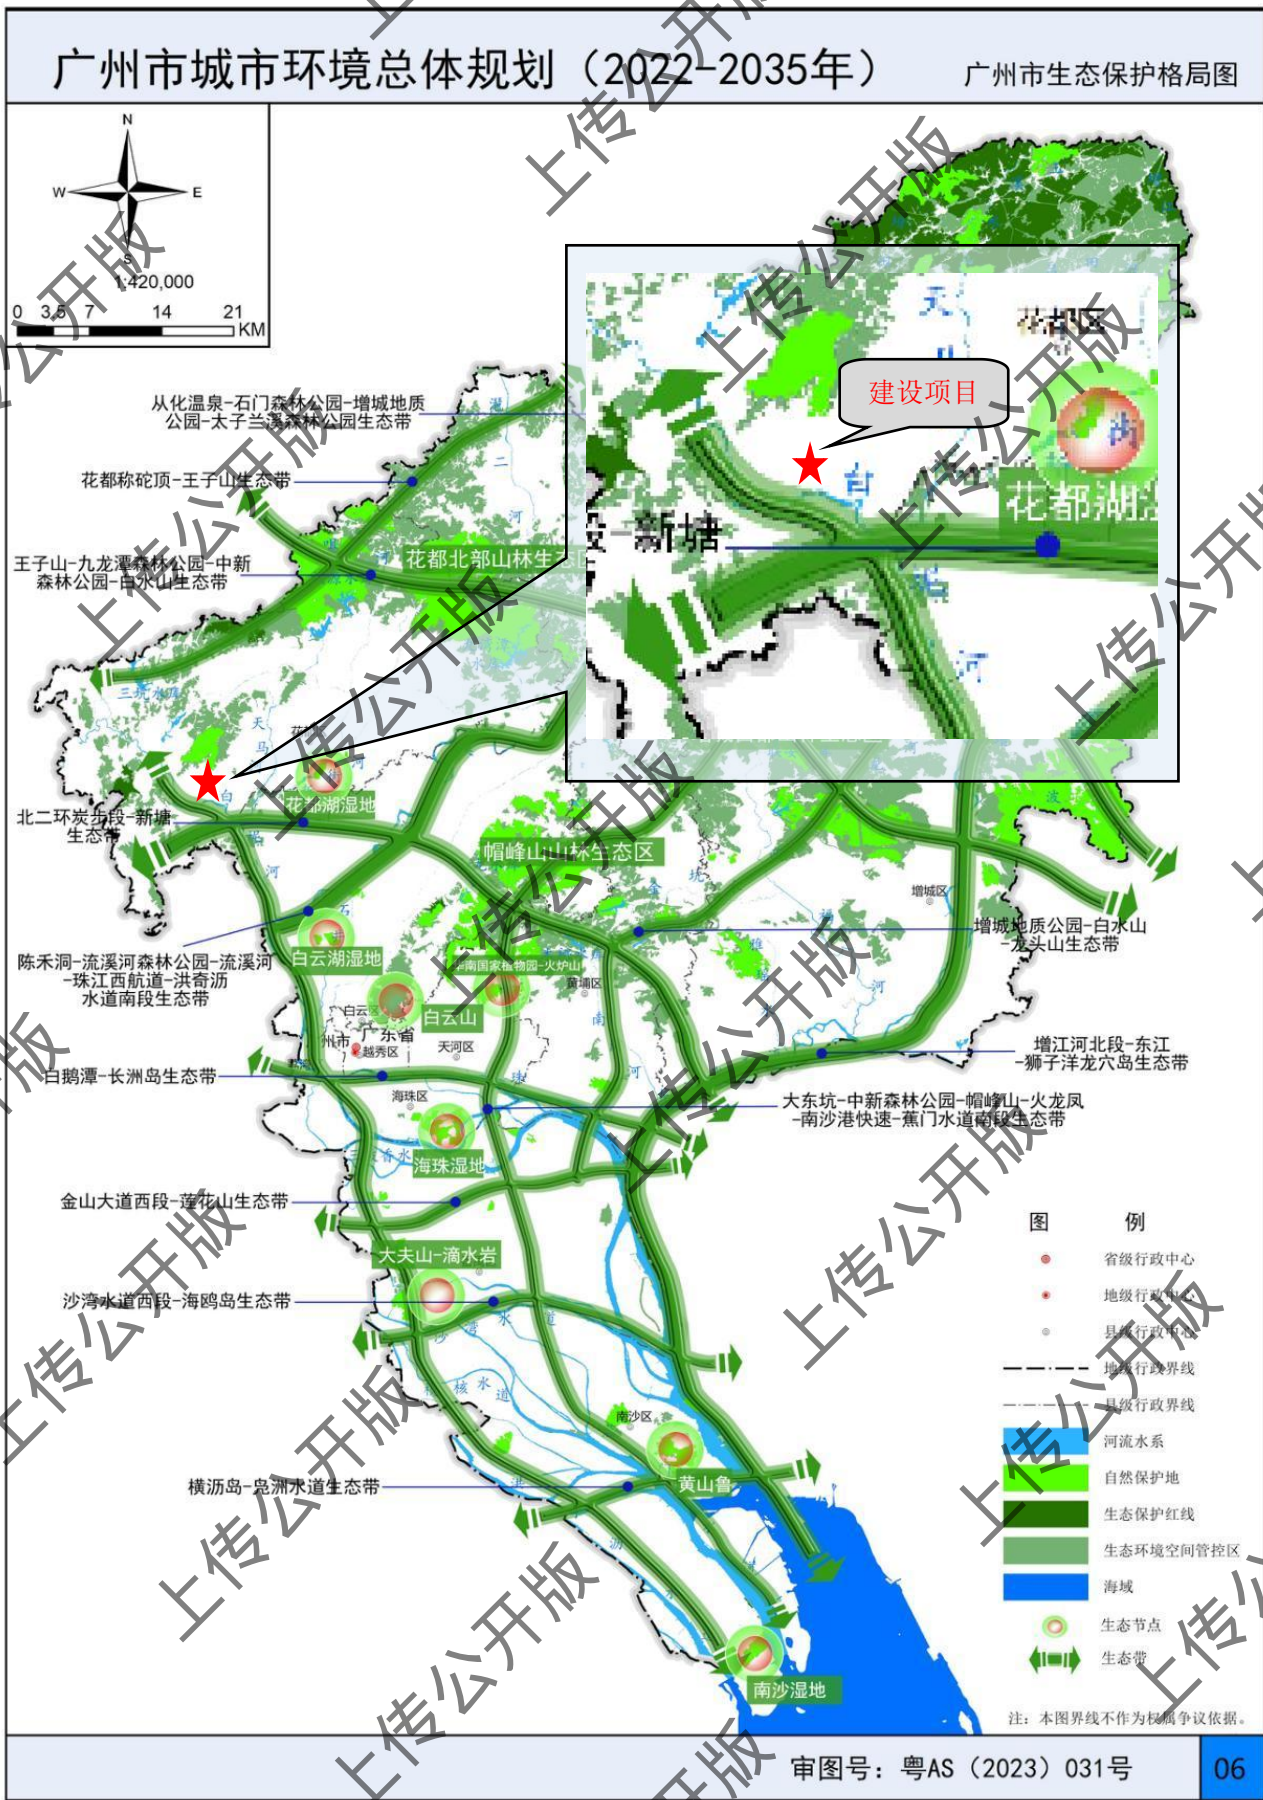 广州市城市环境总体规划（2022-2035年）
广州市生态保护格局图
N
W
E
S
1:420,000
0 3.5 7 14 21
KM
从化温泉-石门森林公园-增城地质
公园-太子兰溪森林公园生态带
花都称砣顶-王子山生态带
王子山-九龙潭森林公园-中新
森林公园-白水山生态带
花都北部山林生态区
三坑水库
天
马
河
白
花都湖湿地
北二环炭步段-新塘
生态带
帽峰山山林生态区
陈禾洞-流溪河森林公园-流溪河
-珠江西航道-洪奇沥
水道南段生态带
白云湖湿地
华南国家植物园-火炉山
黄埔区
白云区
白云山
广东省
州市
越秀区
天河区
增城区
增城地质公园-白水山
-龙头山生态带
增江河北段-东江
-狮子洋龙穴岛生态带
白鹅潭-长洲岛生态带
海珠区
大东坑-中新森林公园-帽峰山-火龙凤
-南沙港快速-蕉门水道南段生态带
海珠湿地
金山大道西段-莲花山生态带
大夫山-滴水岩
沙湾水道西段-海鸥岛生态带
沙
湾
水
道
南沙区
黄山鲁
横沥岛-凫洲水道生态带
南沙湿地
建设项目
天
花都区
段-新塘
花都湖
河
图 例
省级行政中心
地级行政中心
县级行政中心
地级行政界线
县级行政界线
河流水系
自然保护地
生态保护红线
生态环境空间管控区
海域
生态节点
生态带
注：本图界线不作为权属争议依据。
审图号：粤AS（2023）031号
06
上传公开版